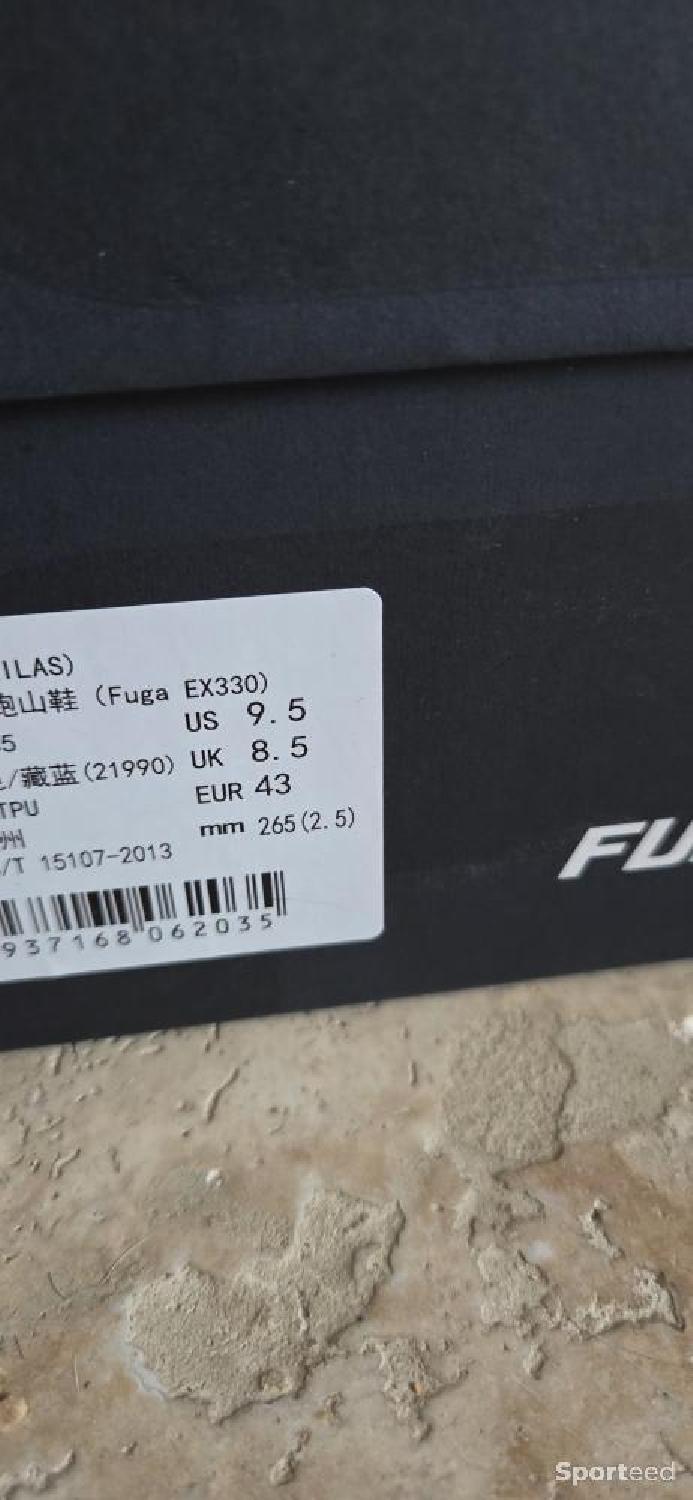 ILAS)
跑山鞋 (Fuga EX330)
5 US 9.5
/藏蓝(21990) UK 8.5
TPU EUR 43
州 mm 265(2.5)
/T 15107-2013
937168062035
FU
Sporteed